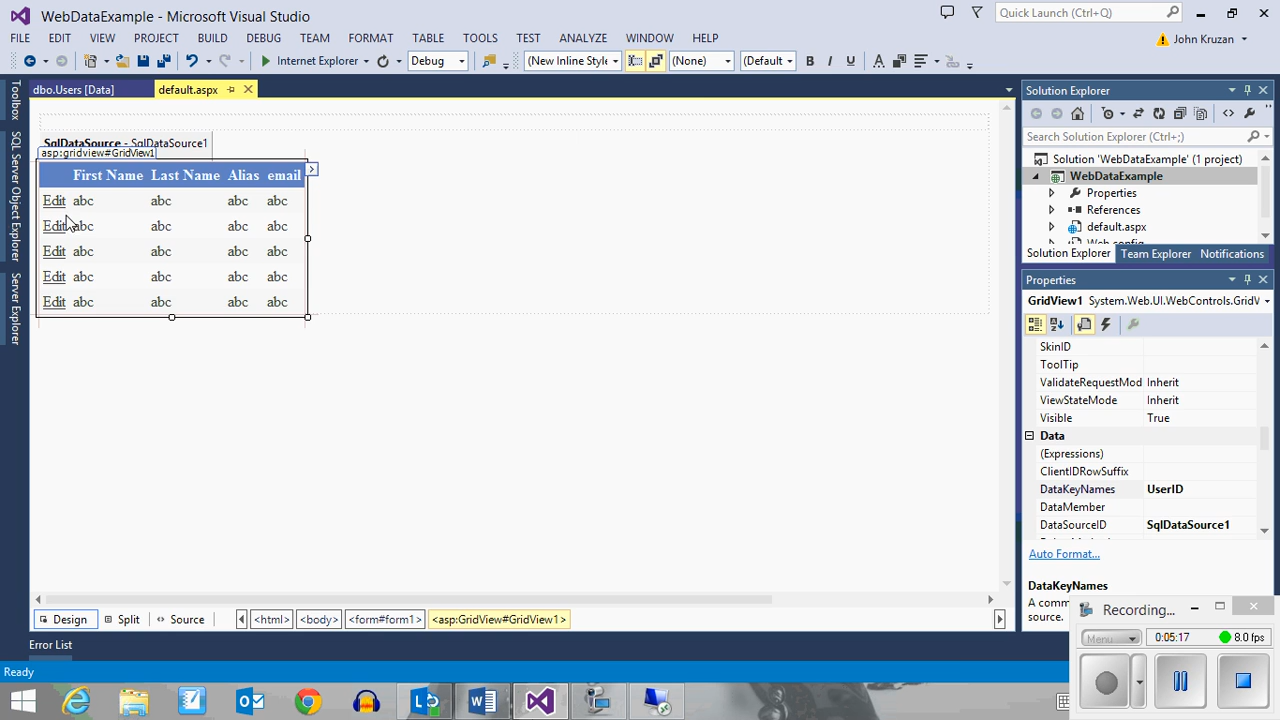 WebDataExample - Microsoft Visual Studio
Quick Launch (Ctrl+Q)
FILE EDIT VIEW PROJECT BUILD DEBUG TEAM FORMAT TABLE TOOLS TEST ANALYZE WINDOW HELP
John Kruzan
Internet Explorer Debug (New Inline Style (None) (Default B I U A
dbo.Users [Data] default.aspx
Toolbox
SQL Server Object Explorer
Server Explorer
SqlDataSource - SqlDataSource1
asp:gridview#GridView1
First Name Last Name Alias email
Edit abc abc abc abc
Edit abc abc abc abc
Edit abc abc abc abc
Edit abc abc abc abc
Edit abc abc abc abc
Design Split Source <html> <body> <form#form1> <asp:GridView#GridView1>
Error List
Ready
Solution Explorer
Search Solution Explorer (Ctrl+;)
Solution 'WebDataExample' (1 project)
WebDataExample
Properties
References
default.aspx
Web.config
Solution Explorer Team Explorer Notifications
Properties
GridView1 System.Web.UI.WebControls.GridV
SkinID
ToolTip
ValidateRequestMod Inherit
ViewStateMode Inherit
Visible True
Data
(Expressions)
ClientIDRowSuffix
DataKeyNames UserID
DataMember
DataSourceID SqlDataSource1
Auto Format...
DataKeyNames
A comm
source.
Recording...
Menu 0:05:17 8.0 fps